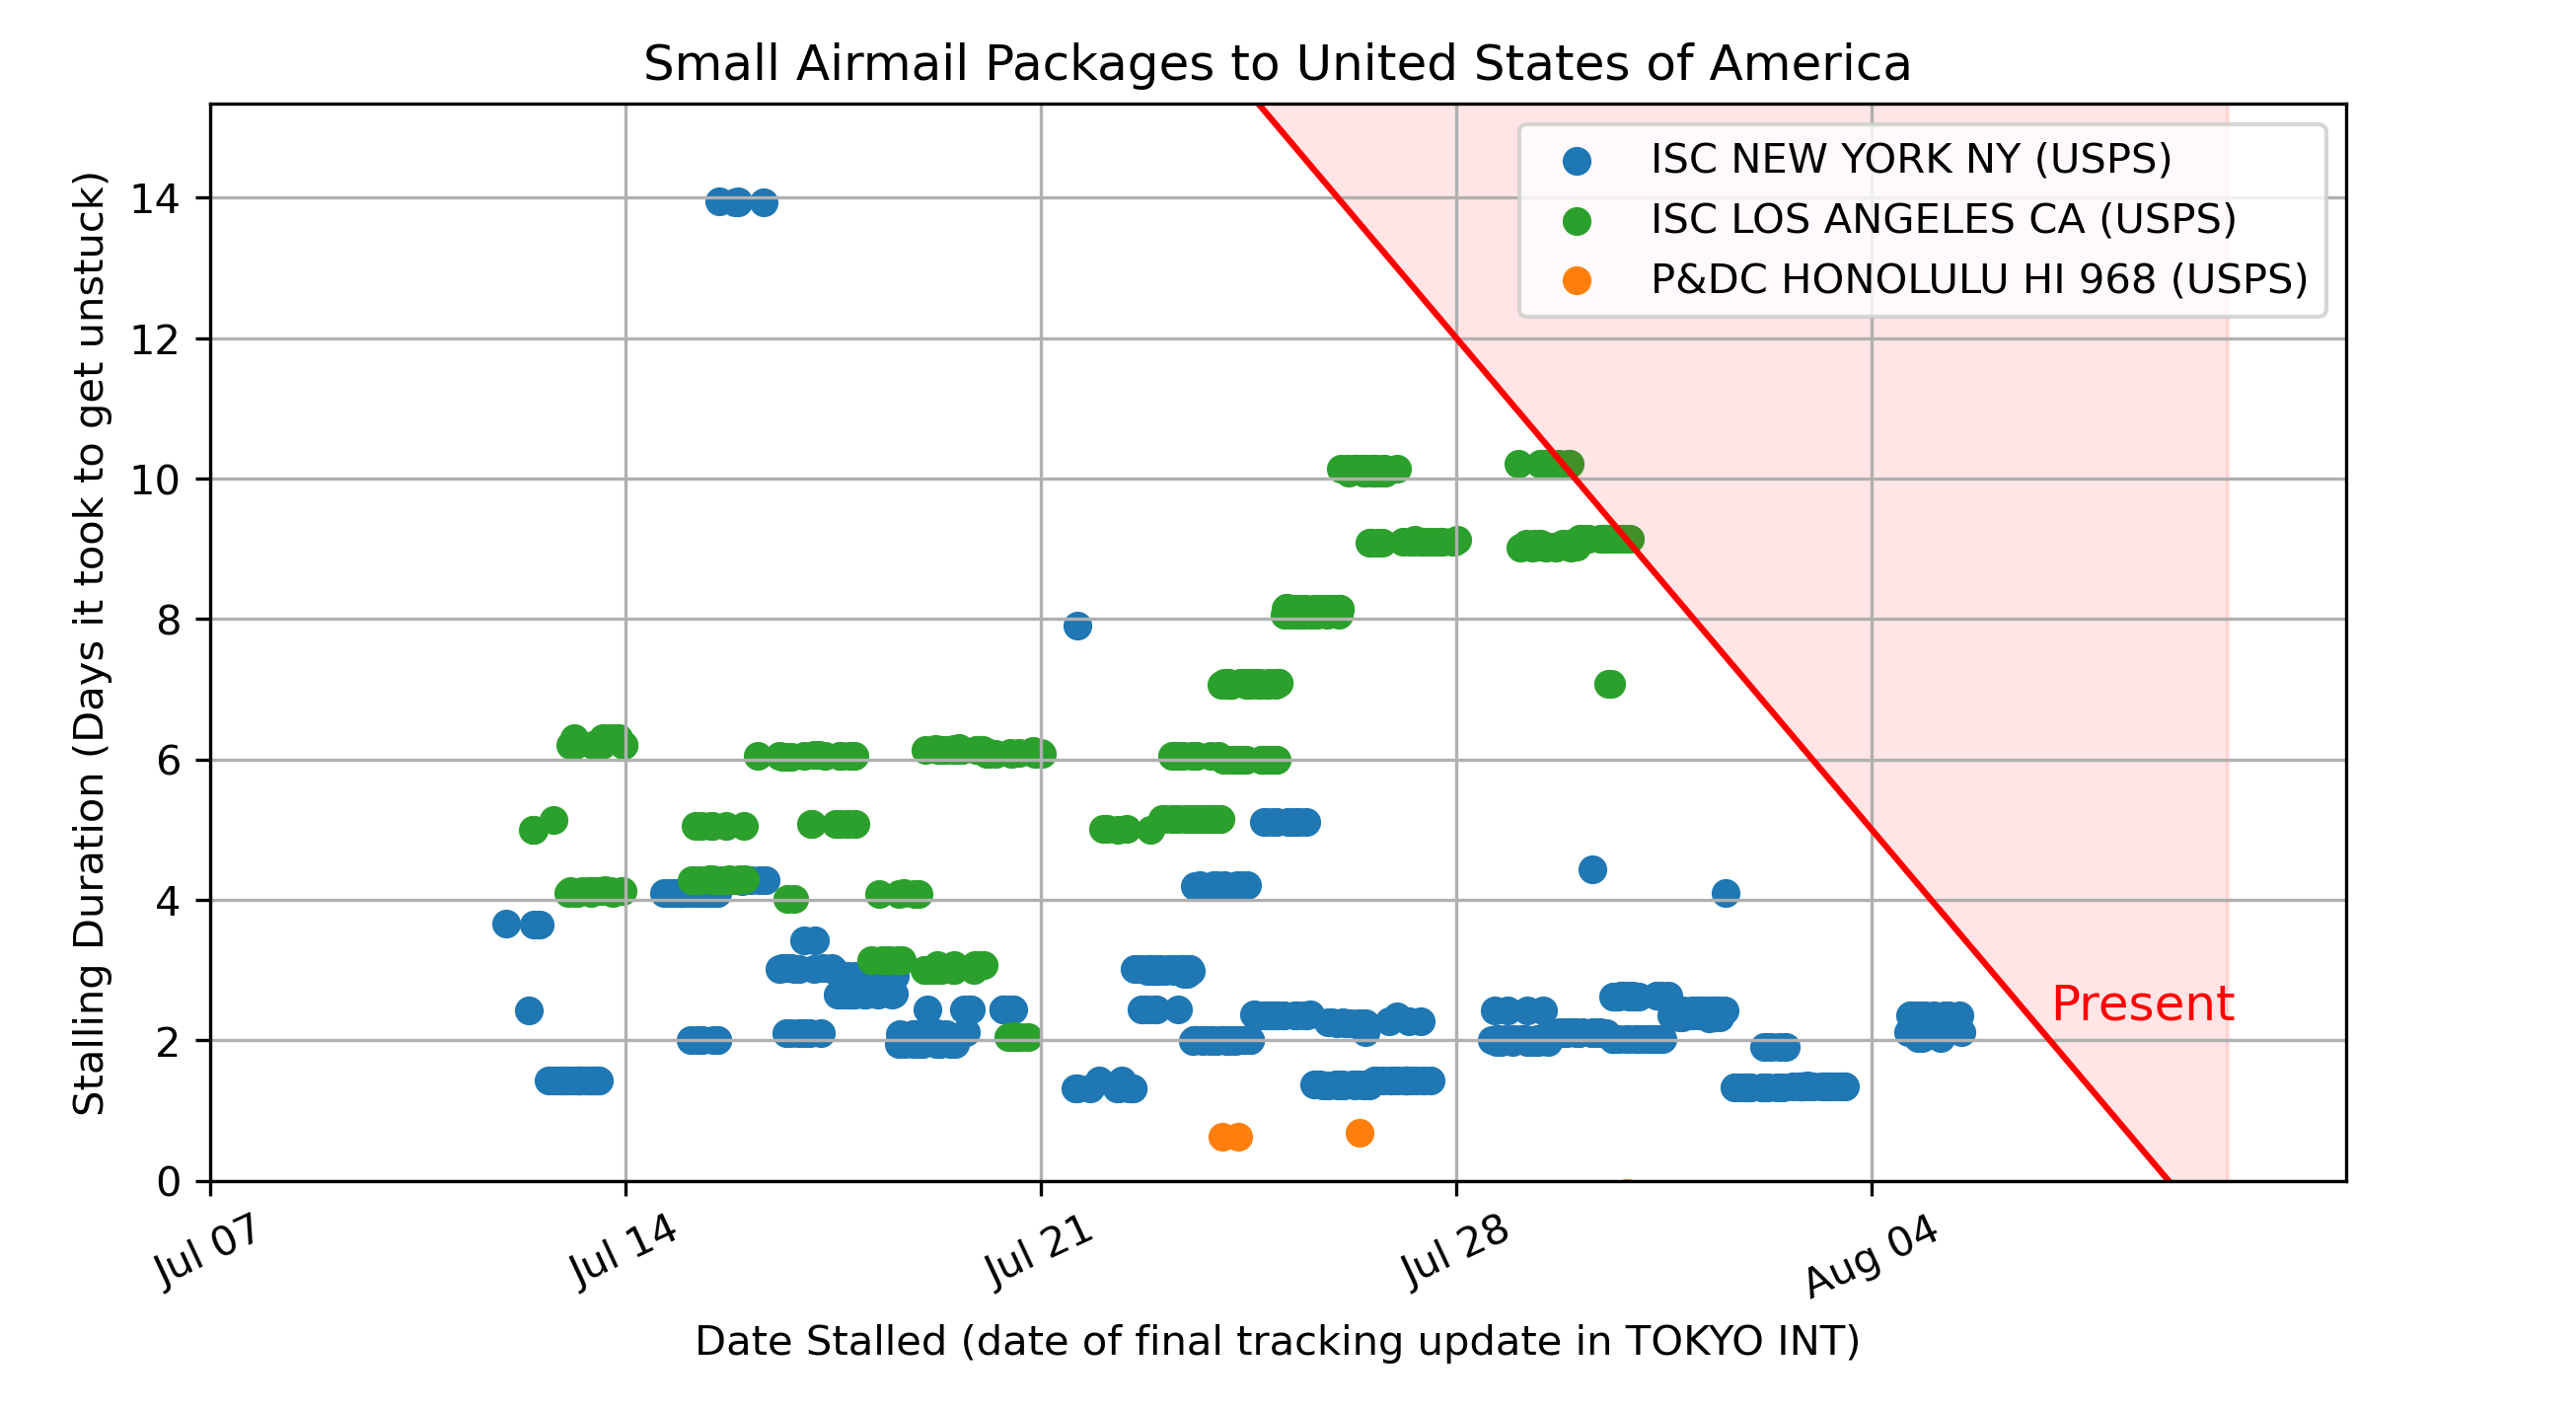 Small Airmail Packages to United States of America
Stalling Duration (Days it took to get unstuck)
14
12
10
8
6
4
2
0
ISC NEW YORK NY (USPS)
ISC LOS ANGELES CA (USPS)
P&DC HONOLULU HI 968 (USPS)
Present
Jul 07
Jul 14
Jul 21
Jul 28
Aug 04
Date Stalled (date of final tracking update in TOKYO INT)